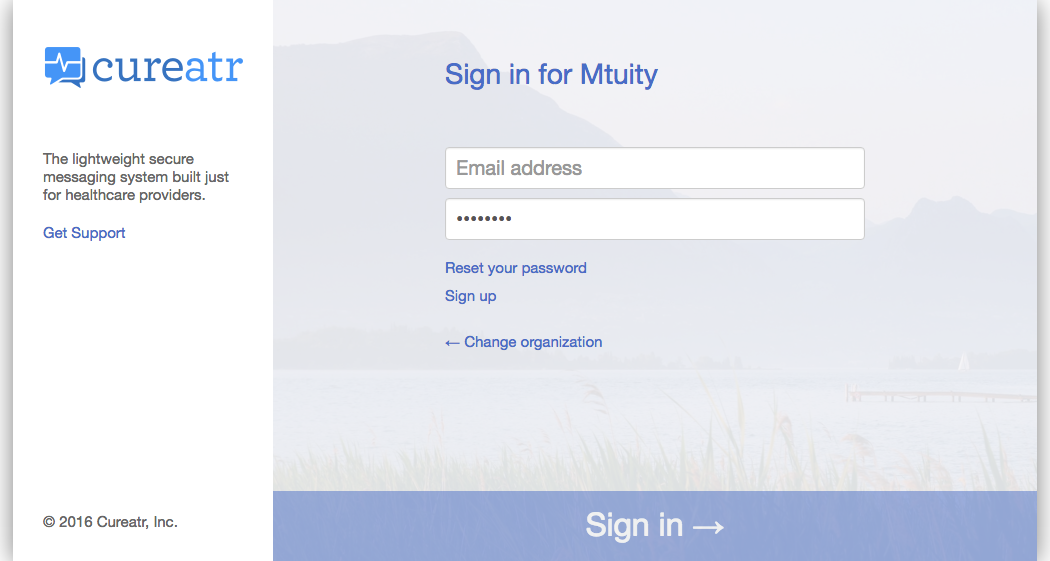 cureatr
The lightweight secure
messaging system built just
for healthcare providers.
Get Support
© 2016 Cureatr, Inc.
Sign in for Mtuity
Email address
••••••••
Reset your password
Sign up
← Change organization
Sign in →